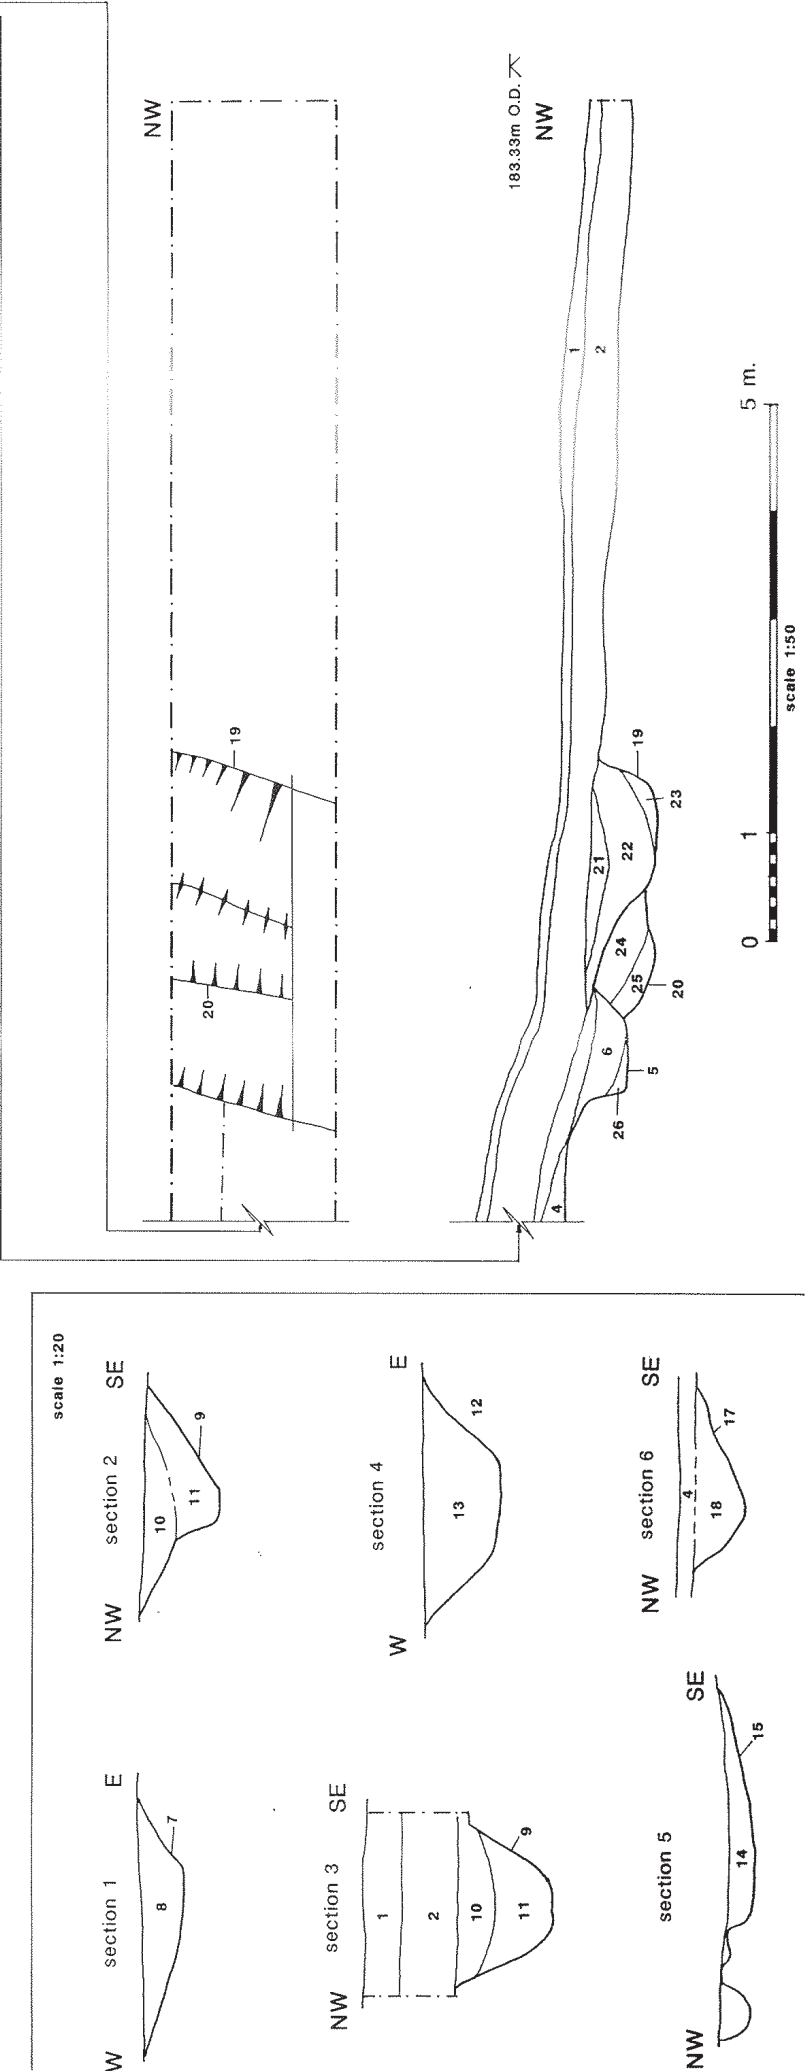 NW
19
20
183.33m O.D.
NW
1
2
19
23
22
21
24
25
20
6
5
26
4
5 m.
1
0
scale 1:50
scale 1:20
section 1
W
E
7
8
section 2
NW
SE
9
10
11
section 3
NW
SE
1
2
10
9
11
section 4
W
E
12
13
section 5
NW
SE
14
15
section 6
NW
SE
4
17
18